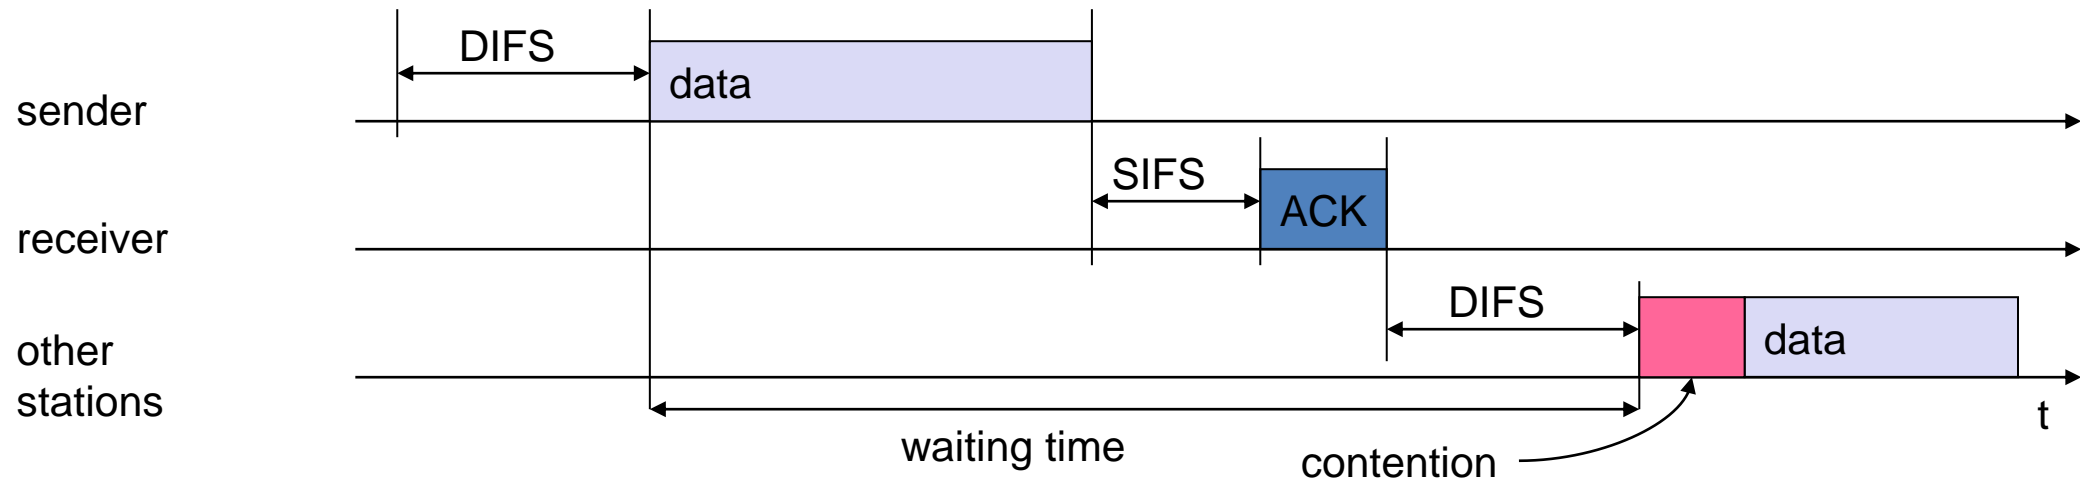 DIFS
data
sender
SIFS
ACK
receiver
DIFS
data
other
stations
t
waiting time
contention